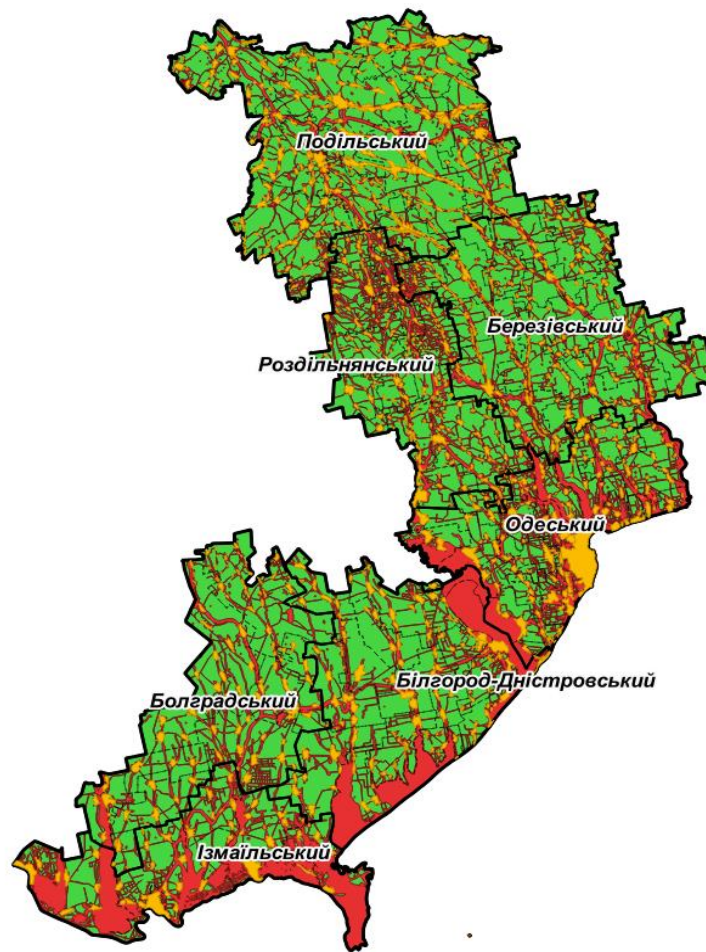 Подільський
Березівський
Роздільнянський
Одеський
Білгород-Дністровський
Болградський
Ізмаїльський